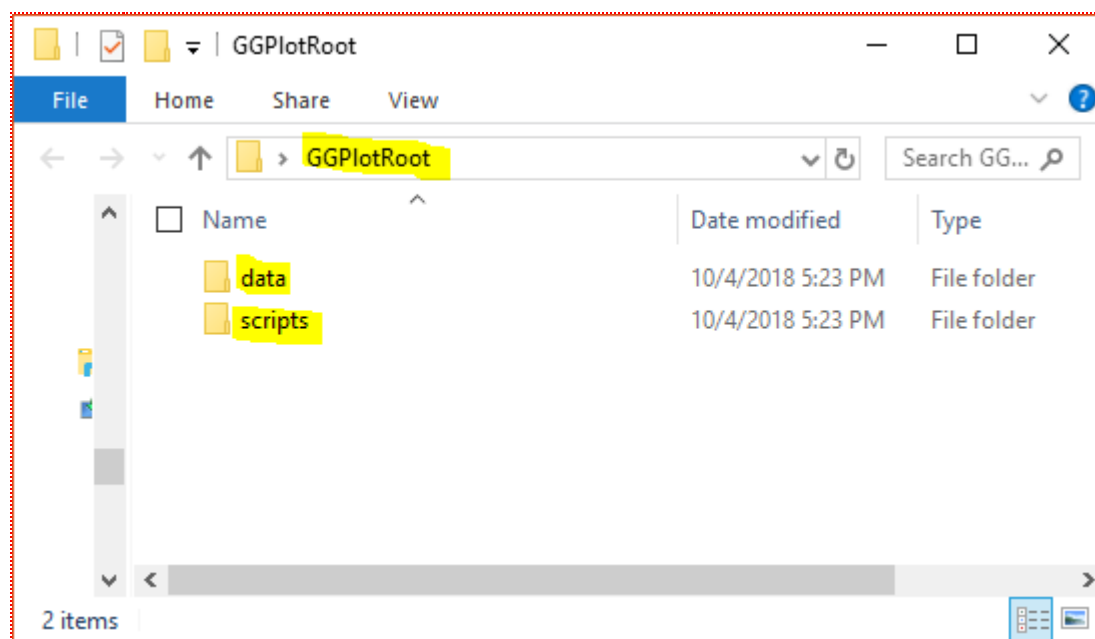 GGPlotRoot
File Home Share View
GGPlotRoot Search GG...
Name Date modified Type
data 10/4/2018 5:23 PM File folder
scripts 10/4/2018 5:23 PM File folder
2 items